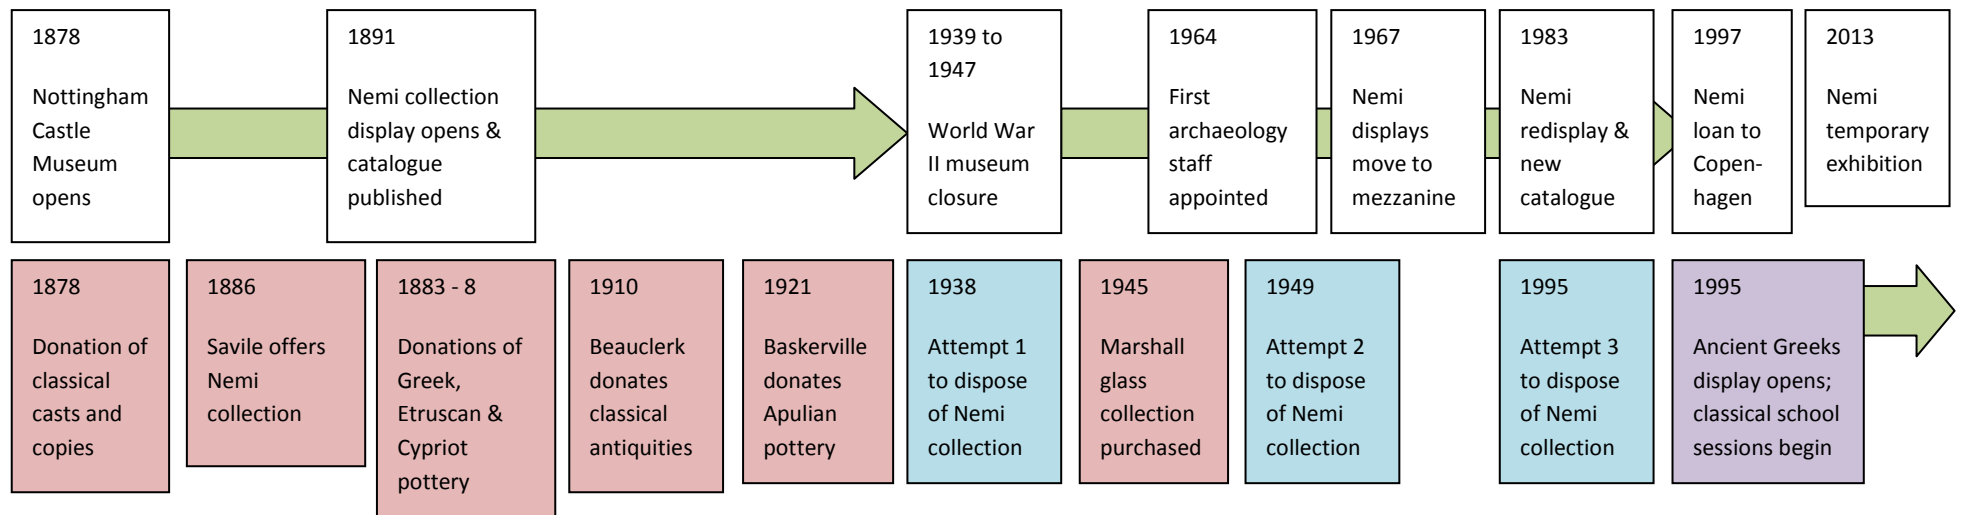 1878
Nottingham
Castle
Museum
opens
1891
Nemi collection
display opens &
catalogue
published
1939 to
1947
World War
II museum
closure
1964
First
archaeology
staff
appointed
1967
Nemi
displays
move to
mezzanine
1983
Nemi
redisplay &
new
catalogue
1997
Nemi
loan to
Copen-
hagen
2013
Nemi
temporary
exhibition
1878
Donation of
classical
casts and
copies
1886
Savile offers
Nemi
collection
1883 - 8
Donations of
Greek,
Etruscan &
Cypriot
pottery
1910
Beauclerk
donates
classical
antiquities
1921
Baskerville
donates
Apulian
pottery
1938
Attempt 1
to dispose
of Nemi
collection
1945
Marshall
glass
collection
purchased
1949
Attempt 2
to dispose
of Nemi
collection
1995
Attempt 3
to dispose
of Nemi
collection
1995
Ancient Greeks
display opens;
classical school
sessions begin